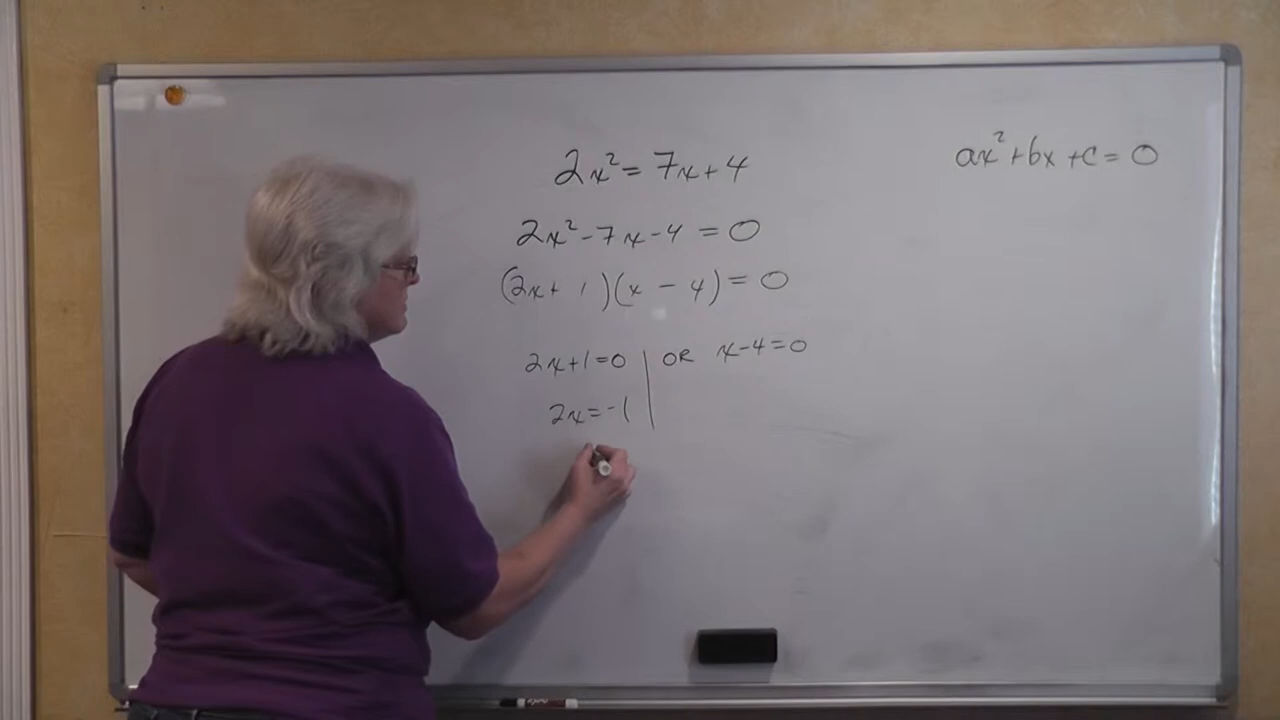 2x² = 7x + 4
ax² + bx + c = 0
2x² - 7x - 4 = 0
(2x + 1)(x - 4) = 0
2x + 1 = 0 | OR x - 4 = 0
2x = -1